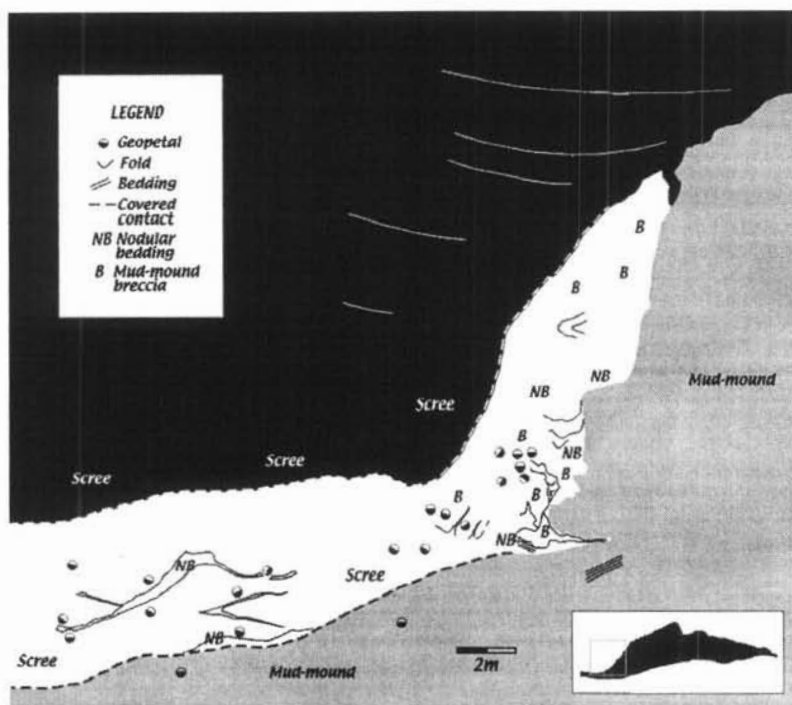 LEGEND
Geopetal
Fold
Bedding
Covered
contact
NB Nodular
bedding
B Mud-mound
breccia
B
B
B
NB
NB
Mud-mound
Scree
B
NB
B
Scree
Scree
B
B
B
NB
NB
Scree
Scree
NB
2m
Mud-mound